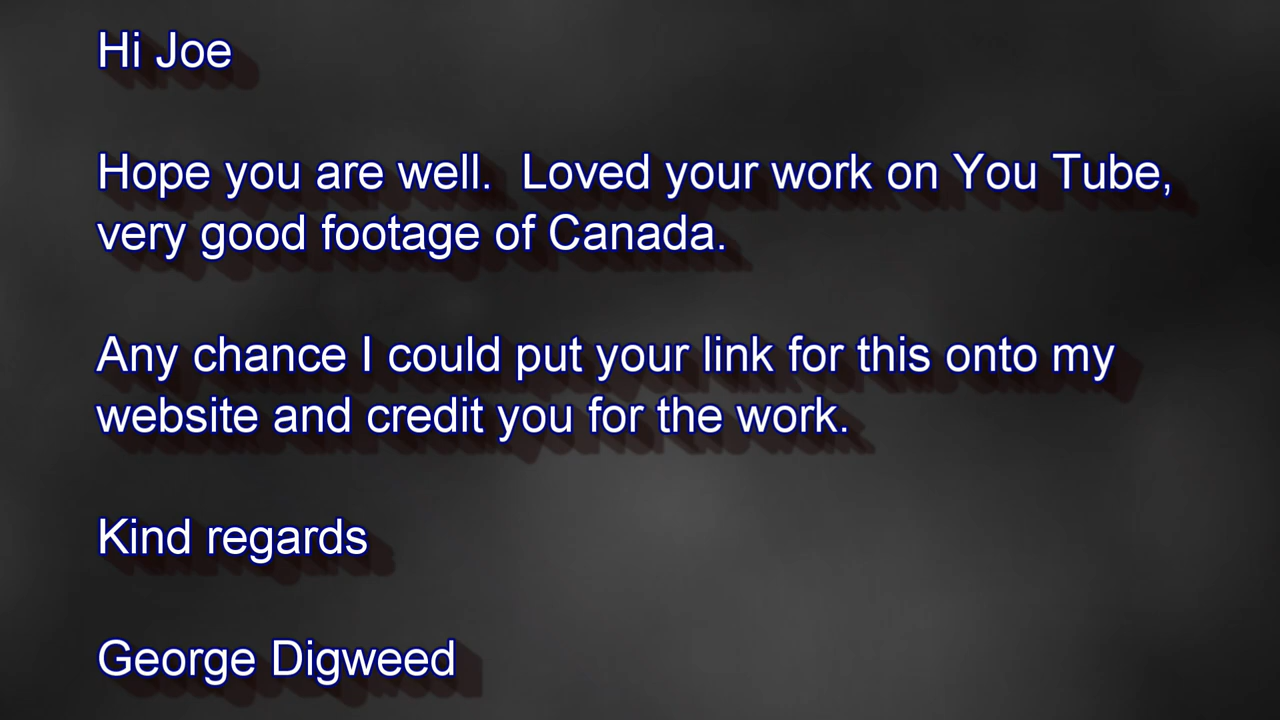 Hi Joe
Hope you are well.  Loved your work on You Tube,
very good footage of Canada.
Any chance I could put your link for this onto my
website and credit you for the work.
Kind regards
George Digweed